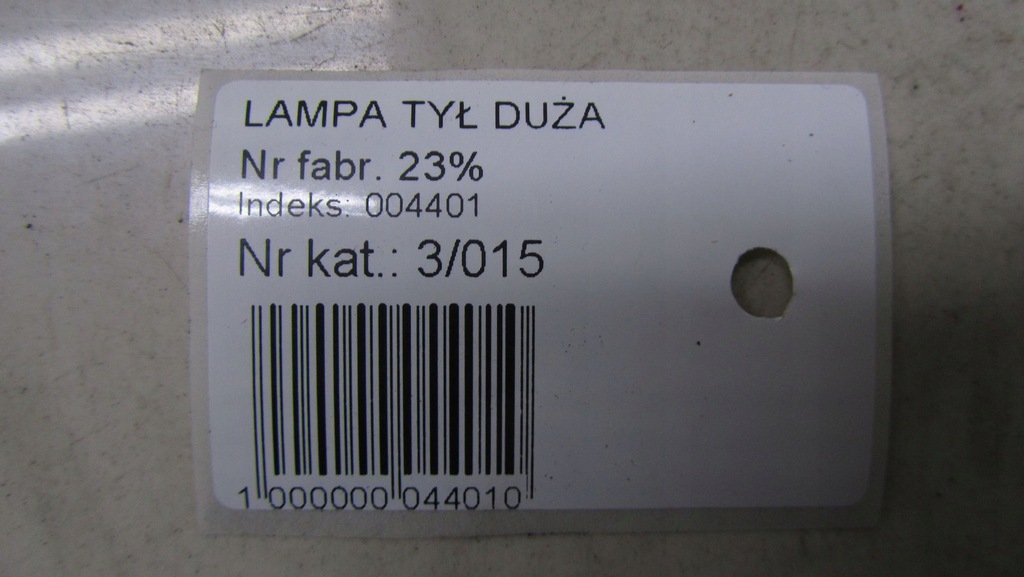 LAMPA TYŁ DUŻA
Nr fabr. 23%
Indeks: 004401
Nr kat.: 3/015
1 000000 044010